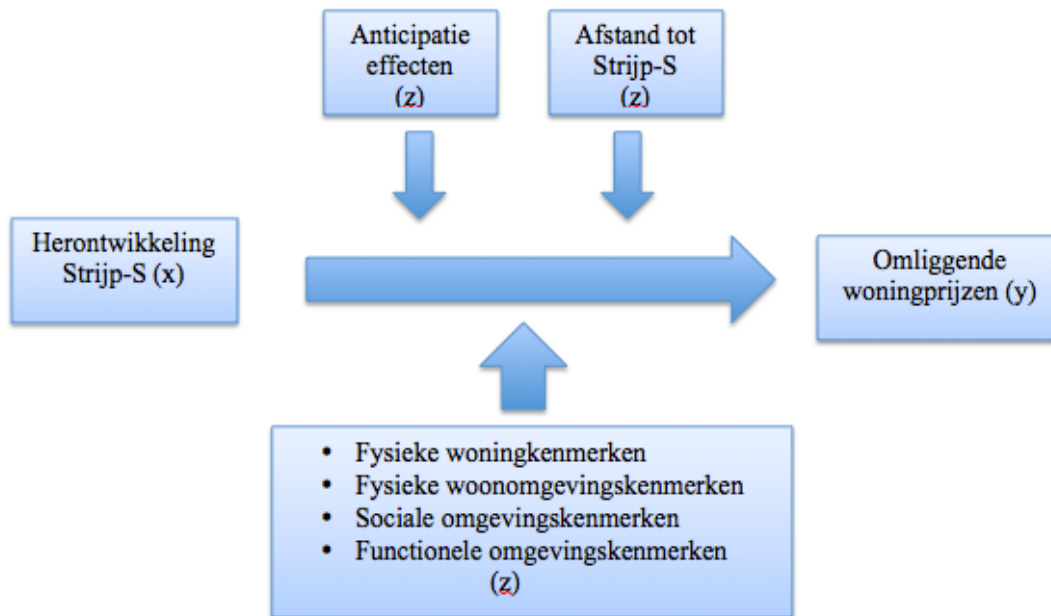 Anticipatie
effecten
(z)
Afstand tot
Strijp-S
(z)
Herontwikkeling
Strijp-S (x)
Omliggende
woningprijzen (y)
• Fysieke woningkenmerken
• Fysieke woonomgevingskenmerken
• Sociale omgevingskenmerken
• Functionele omgevingskenmerken
(z)